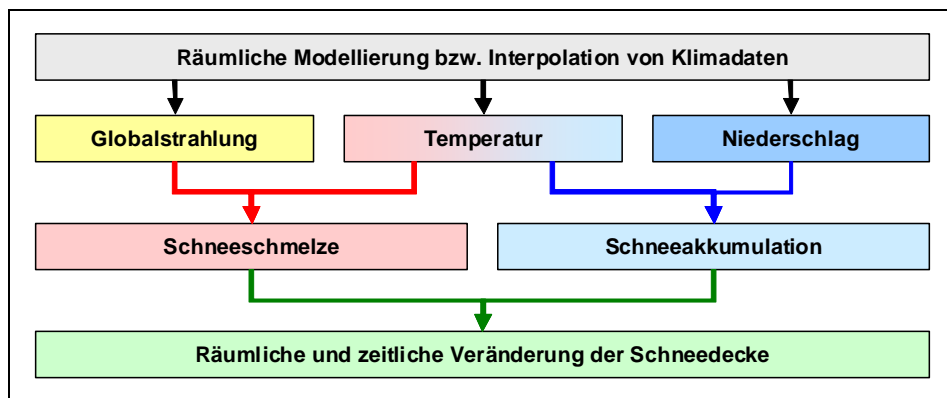 Räumliche Modellierung bzw. Interpolation von Klimadaten
Globalstrahlung
Temperatur
Niederschlag
Schneeschmelze
Schneeakkumulation
Räumliche und zeitliche Veränderung der Schneedecke